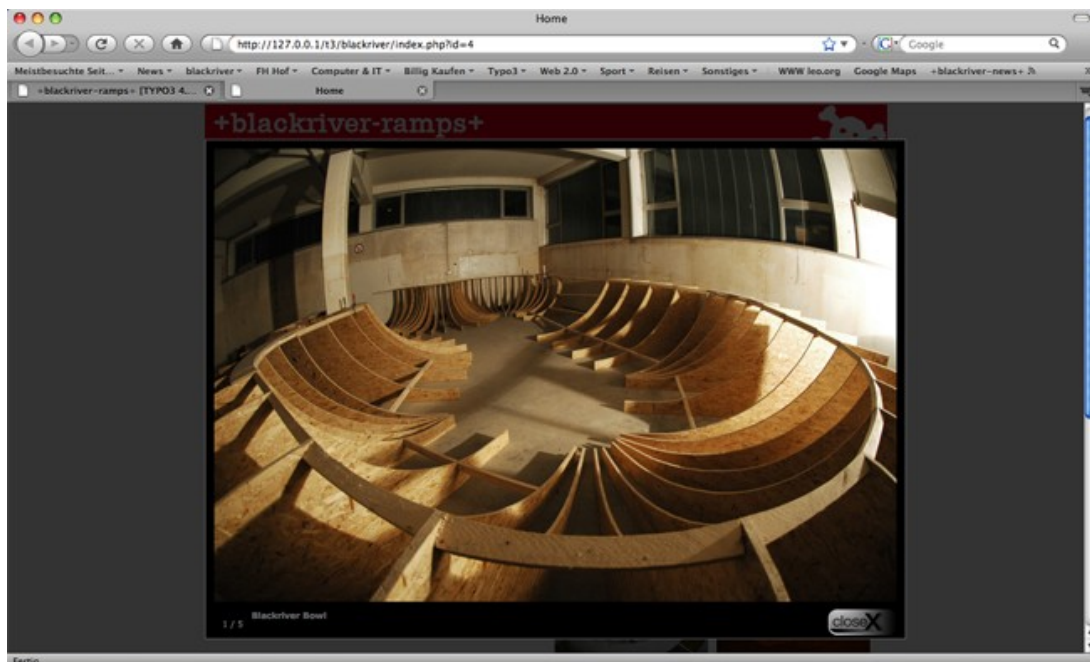 Home
http://127.0.0.1/t3/blackriver/index.php?id=4
Google
Meistbesuchte Seit... News blackriver FH Hof Computer & IT Billig Kaufen Typo3 Web 2.0 Sport Reisen Sonstiges WWW leo.org Google Maps +blackriver-news+
+blackriver-ramps+ [TYPO3 4.... Home
+blackriver-ramps+
Blackriver Bowl
1 / 5
closeX
Fertig